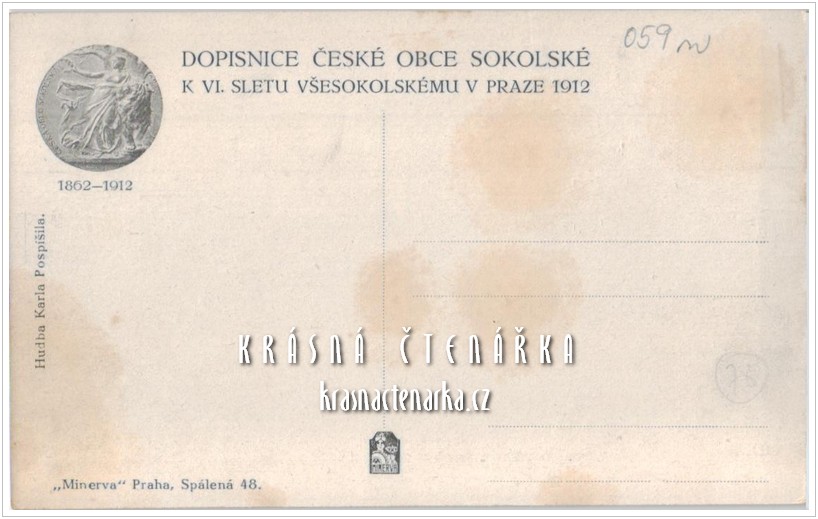 059
DOPISNICE ČESKÉ OBCE SOKOLSKÉ
K VI. SLETU VŠESOKOLSKÉMU V PRAZE 1912
1862–1912
Hudba Karla Pospíšila.
KRÁSNÁ ČTENÁŘKA
krasnactenarka.cz
MINERVA
„Minerva“ Praha, Spálená 48.